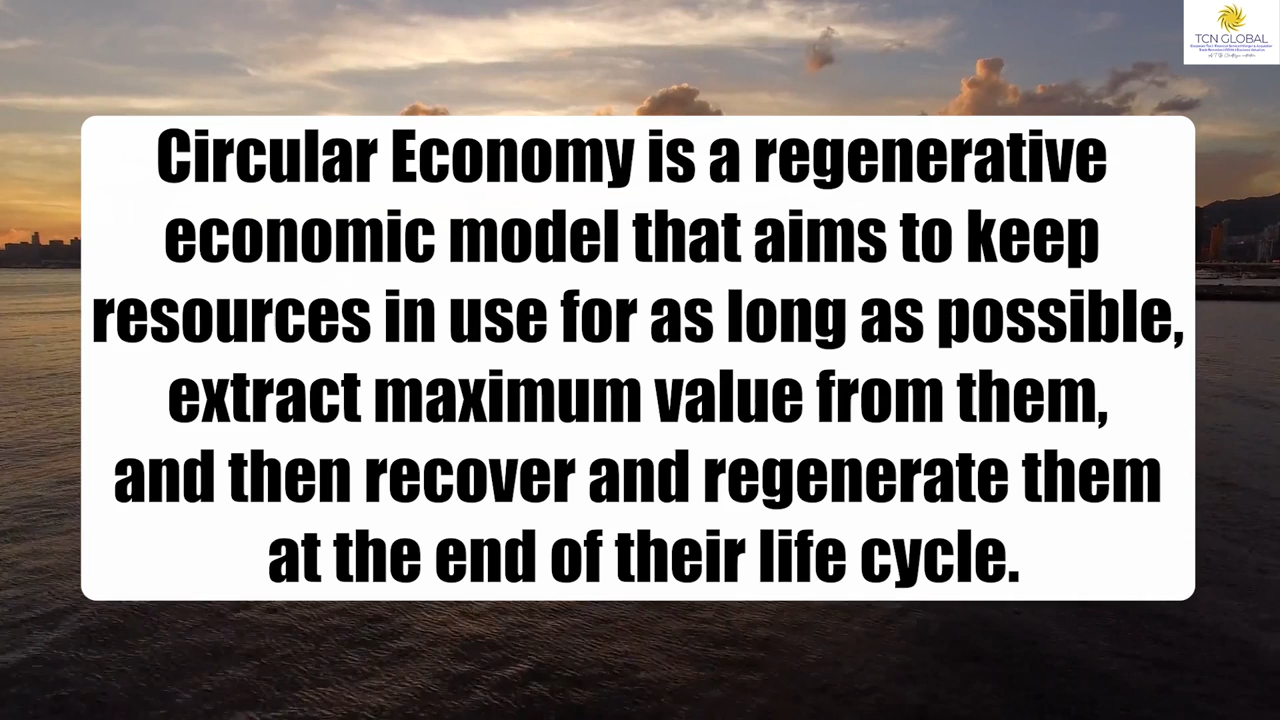 TCN GLOBAL
Circular Economy is a regenerative
economic model that aims to keep
resources in use for as long as possible,
extract maximum value from them,
and then recover and regenerate them
at the end of their life cycle.